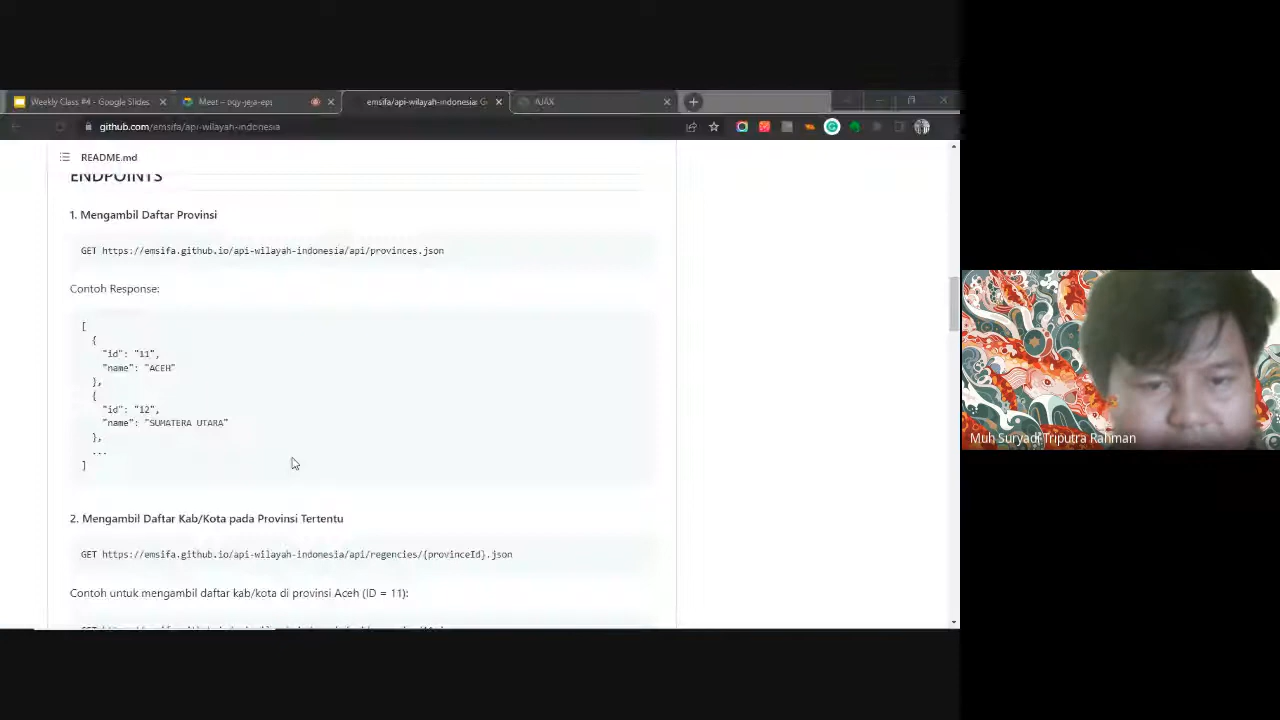 Weekly Class #4 - Google Slides
Meet – oqy-jeja-epj
emsifa/api-wilayah-indonesia: G
AJAX
github.com/emsifa/api-wilayah-indonesia
README.md
ENDPOINTS
1. Mengambil Daftar Provinsi
GET https://emsifa.github.io/api-wilayah-indonesia/api/provinces.json
Contoh Response:
[
{
"id": "11",
"name": "ACEH"
},
{
"id": "12",
"name": "SUMATERA UTARA"
},
...
]
2. Mengambil Daftar Kab/Kota pada Provinsi Tertentu
GET https://emsifa.github.io/api-wilayah-indonesia/api/regencies/{provinceId}.json
Contoh untuk mengambil daftar kab/kota di provinsi Aceh (ID = 11):
Muh Suryadi Triputra Rahman